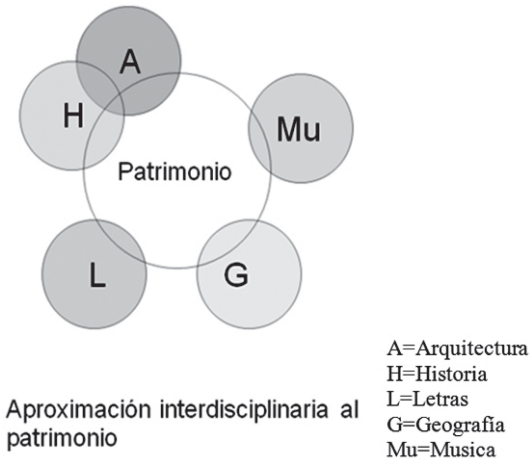 A
H
Mu
Patrimonio
L
G
A=Arquitectura
H=Historia
L=Letras
G=Geografía
Mu=Musica
Aproximación interdisciplinaria al
patrimonio